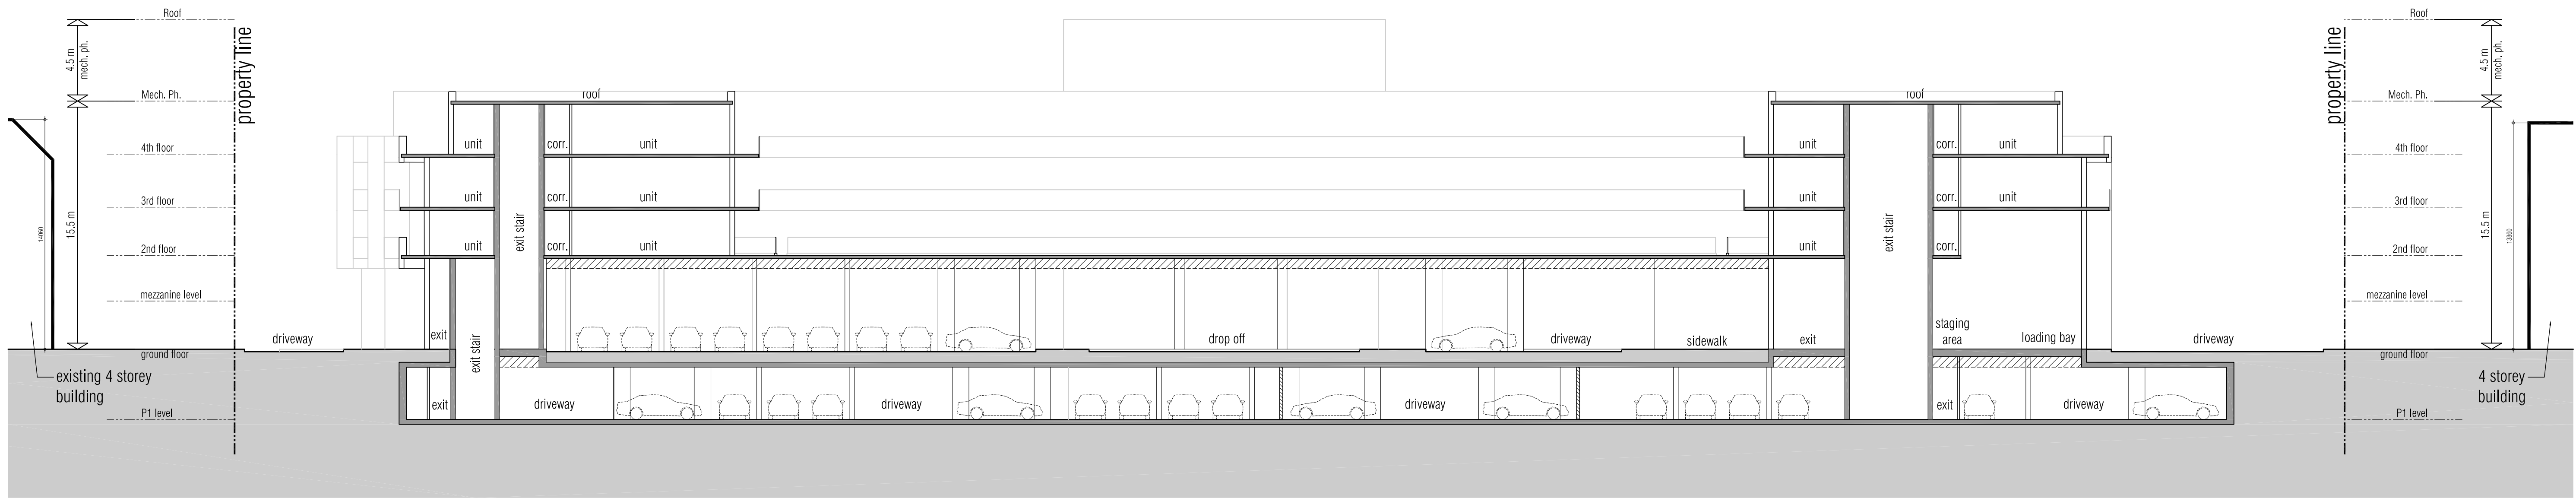 Roof
4.5 m
mech. ph.
property line
Mech. Ph.
4th floor
3rd floor
15.5 m
14060
2nd floor
mezzanine level
ground floor
existing 4 storey
building
P1 level
driveway
roof
unit
corr.
unit
unit
corr.
unit
exit stair
unit
corr.
unit
exit
exit stair
exit
driveway
driveway
drop off
driveway
driveway
sidewalk
roof
unit
corr.
unit
unit
corr.
unit
exit stair
unit
corr.
exit
staging
area
loading bay
exit
driveway
driveway
Roof
4.5 m
mech. ph.
property line
Mech. Ph.
4th floor
3rd floor
15.5 m
13860
2nd floor
mezzanine level
ground floor
4 storey
building
P1 level